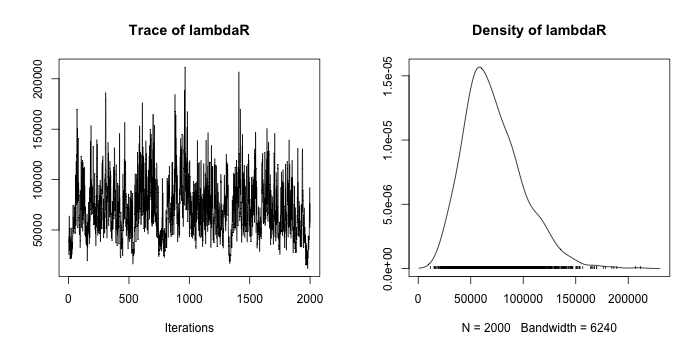 Trace of lambdaR
200000
150000
100000
50000
0
500
1000
1500
2000
Iterations
Density of lambdaR
1.5e-05
1.0e-05
5.0e-06
0.0e+00
0
50000
100000
150000
200000
N = 2000 Bandwidth = 6240